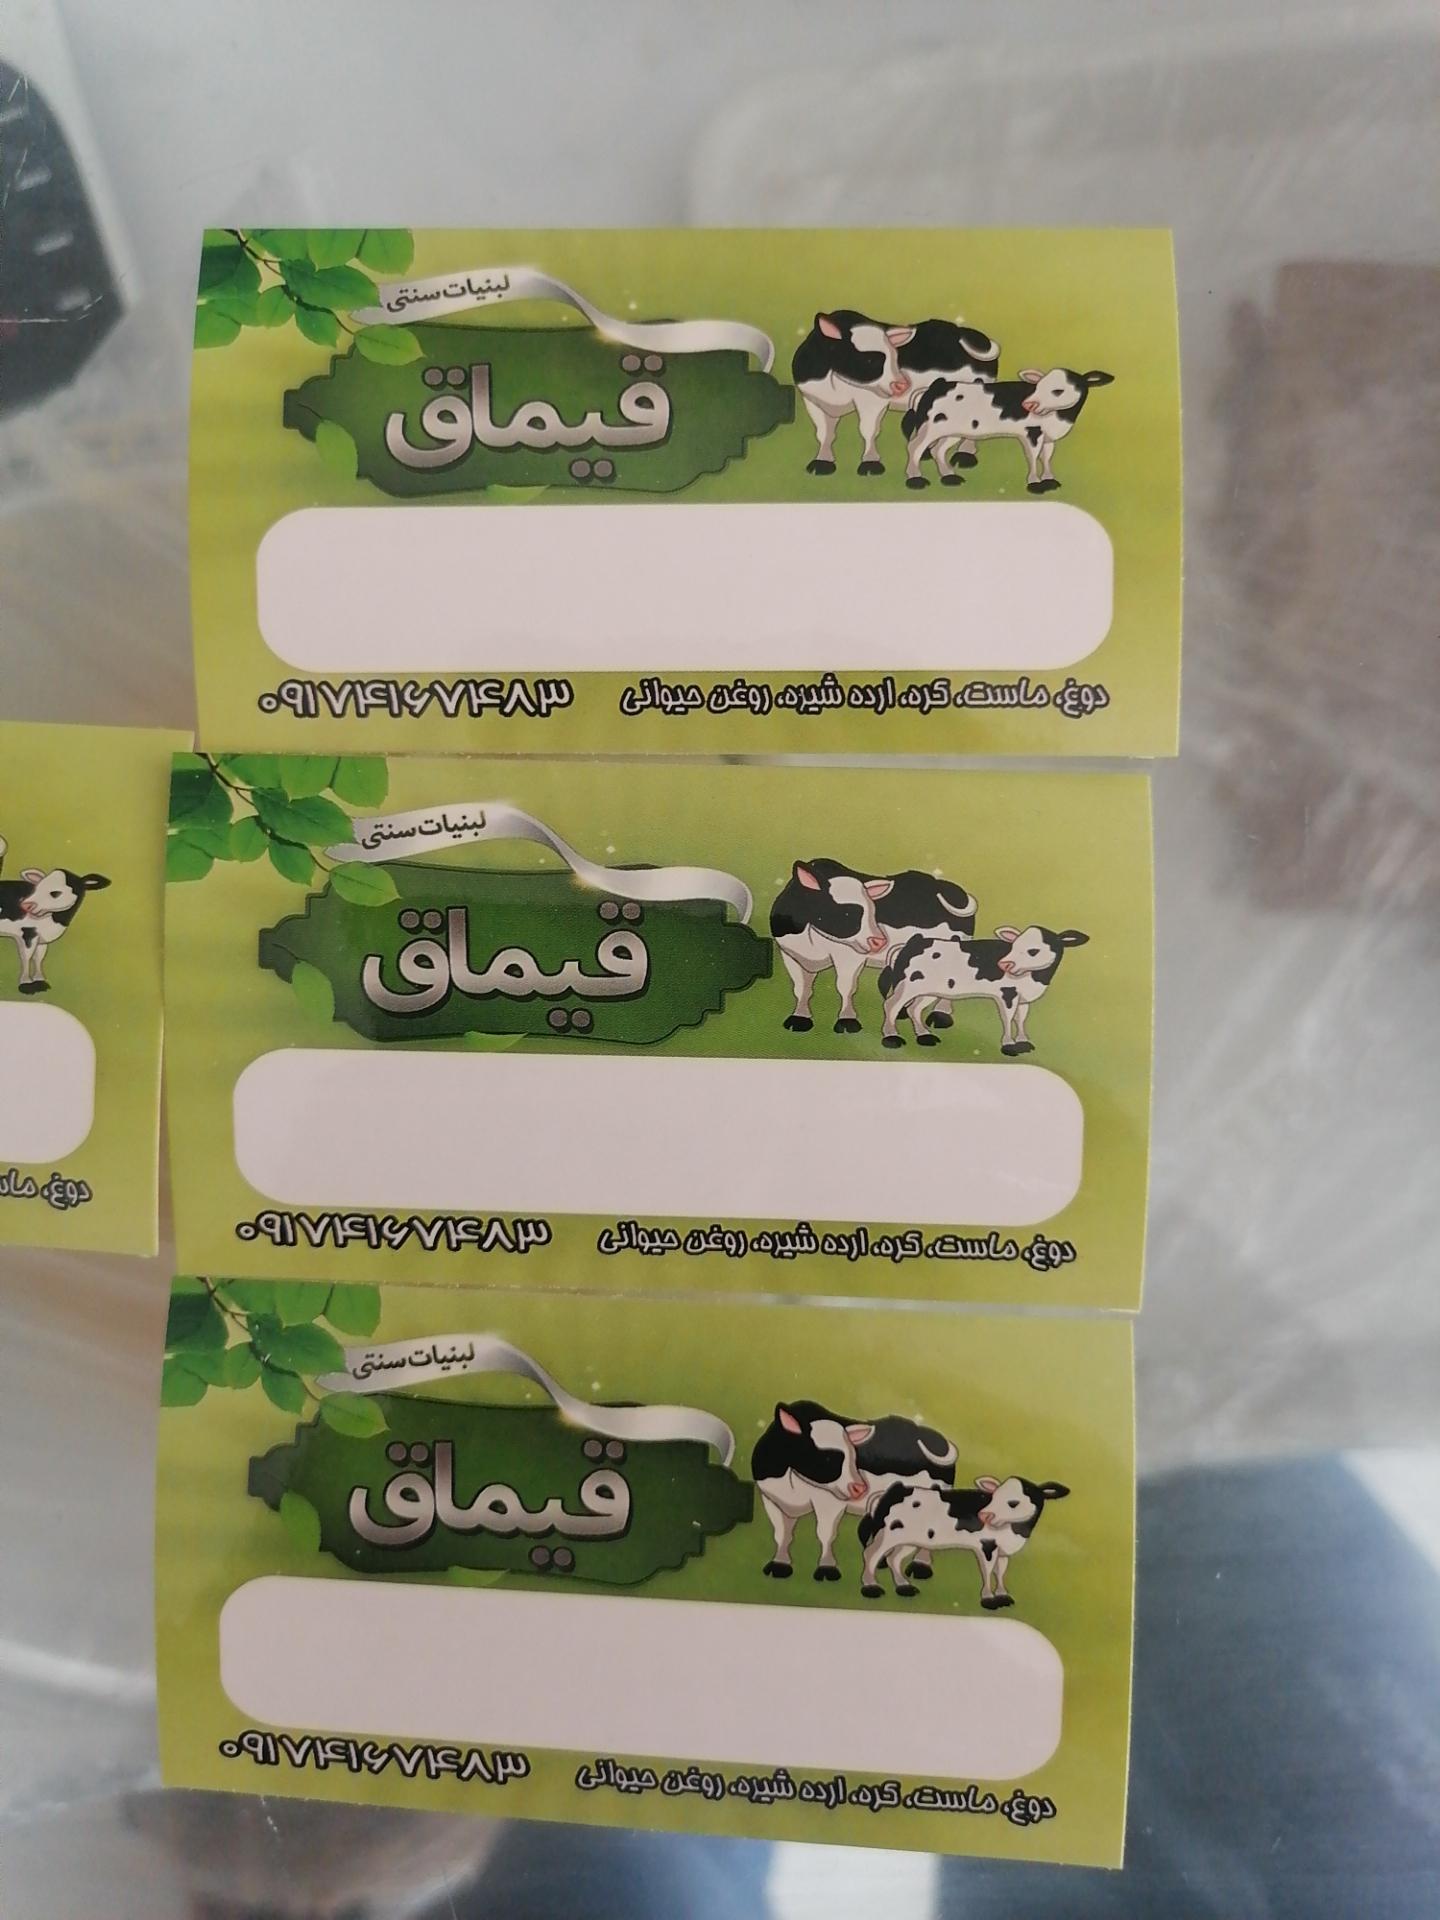 لبنیات سنتی
قیماق
دوغ، ماست، کره، ارده شیره، روغن حیوانی
۰۹۱۷۴۱۶۷۴۸۳
لبنیات سنتی
قیماق
دوغ، ماست، کره، ارده شیره، روغن حیوانی
۰۹۱۷۴۱۶۷۴۸۳
دوغ،
لبنیات سنتی
قیماق
دوغ، ماست، کره، ارده شیره، روغن حیوانی
۰۹۱۷۴۱۶۷۴۸۳